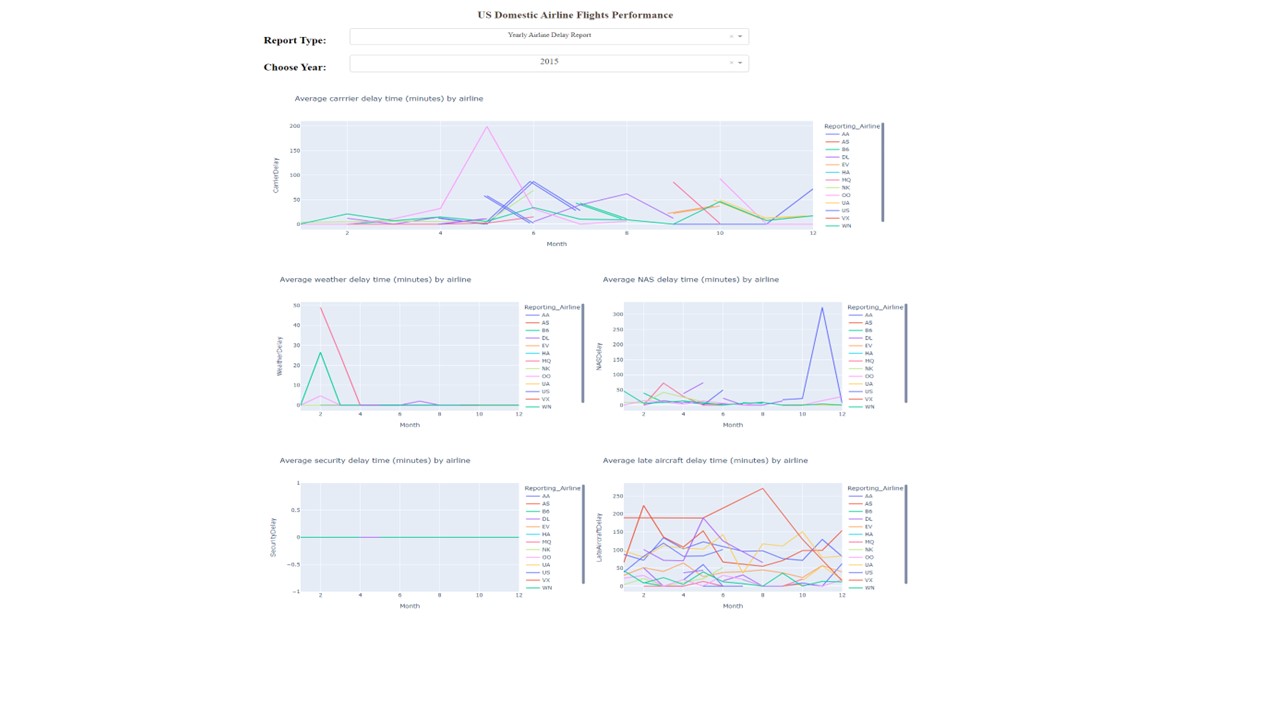 US Domestic Airline Flights Performance
Report Type:
Yearly Airline Delay Report
Choose Year:
2015
Average carrrier delay time (minutes) by airline
CarrierDelay
200
150
100
50
0
2
4
6
8
10
12
Month
Reporting_Airline
AA
AS
B6
DL
EV
HA
MQ
NK
OO
UA
US
VX
WN
Average weather delay time (minutes) by airline
WeatherDelay
50
40
30
20
10
0
2
4
6
8
10
12
Month
Reporting_Airline
AA
AS
B6
DL
EV
HA
MQ
NK
OO
UA
US
VX
WN
Average NAS delay time (minutes) by airline
NASDelay
300
250
200
150
100
50
0
2
4
6
8
10
12
Month
Reporting_Airline
AA
AS
B6
DL
EV
HA
MQ
NK
OO
UA
US
VX
WN
Average security delay time (minutes) by airline
SecurityDelay
1
0.5
0
−0.5
−1
2
4
6
8
10
12
Month
Reporting_Airline
AA
AS
B6
DL
EV
HA
MQ
NK
OO
UA
US
VX
WN
Average late aircraft delay time (minutes) by airline
LateAircraftDelay
250
200
150
100
50
0
2
4
6
8
10
12
Month
Reporting_Airline
AA
AS
B6
DL
EV
HA
MQ
NK
OO
UA
US
VX
WN